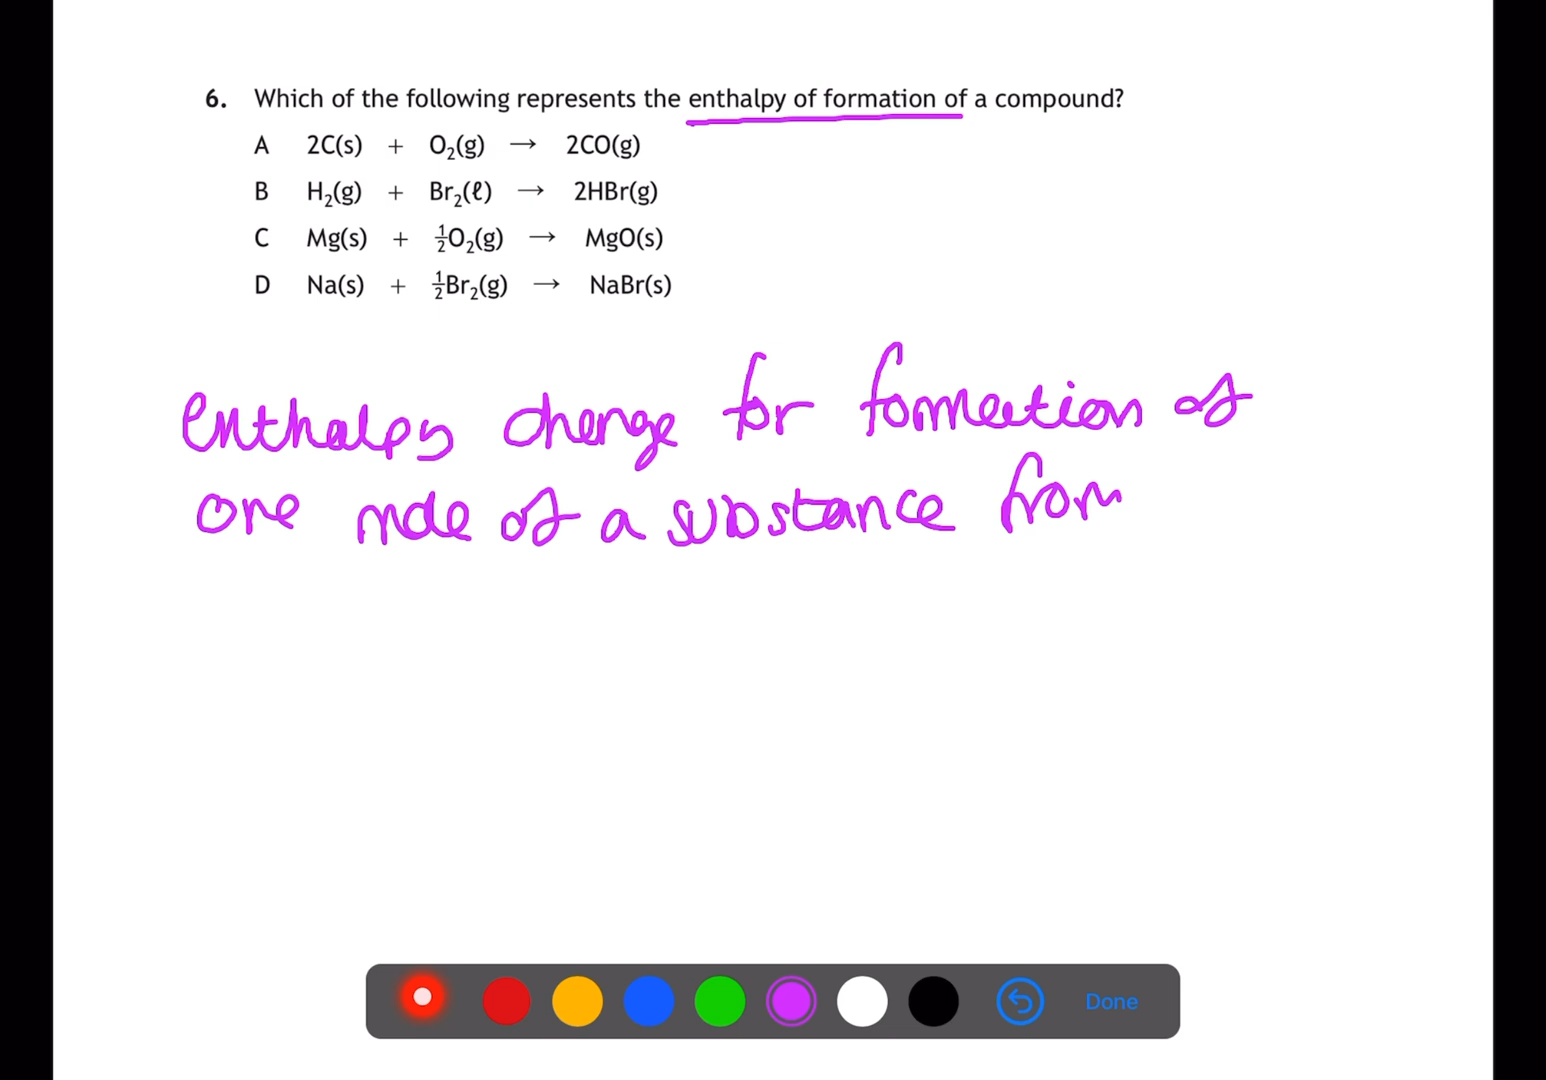 6. Which of the following represents the enthalpy of formation of a compound?
A 2C(s) + O₂(g) → 2CO(g)
B H₂(g) + Br₂(ℓ) → 2HBr(g)
C Mg(s) + ½O₂(g) → MgO(s)
D Na(s) + ½Br₂(g) → NaBr(s)
enthalpy change for formation of
one mole of a substance from
Done